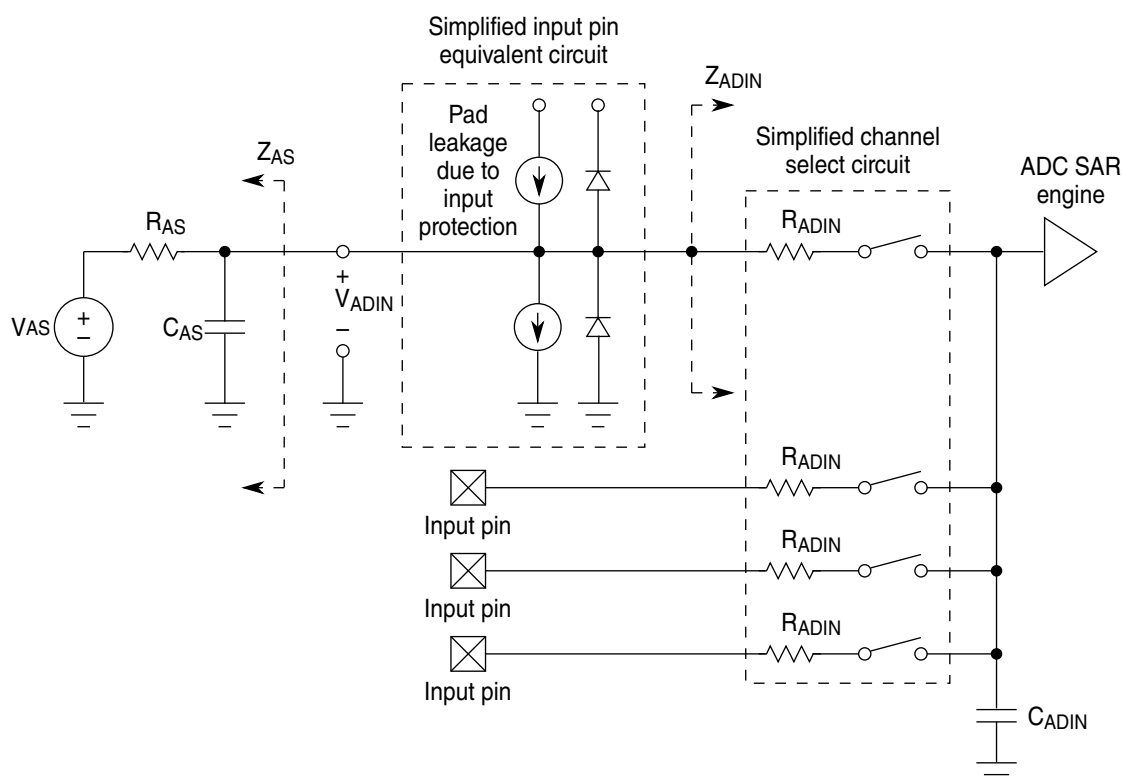 Simplified input pin
equivalent circuit
Pad
leakage
due to
input
protection
ZADIN
Simplified channel
select circuit
ADC SAR
engine
ZAS
RAS
RADIN
+
VADIN
–
VAS
+
–
CAS
RADIN
Input pin
RADIN
Input pin
RADIN
Input pin
CADIN